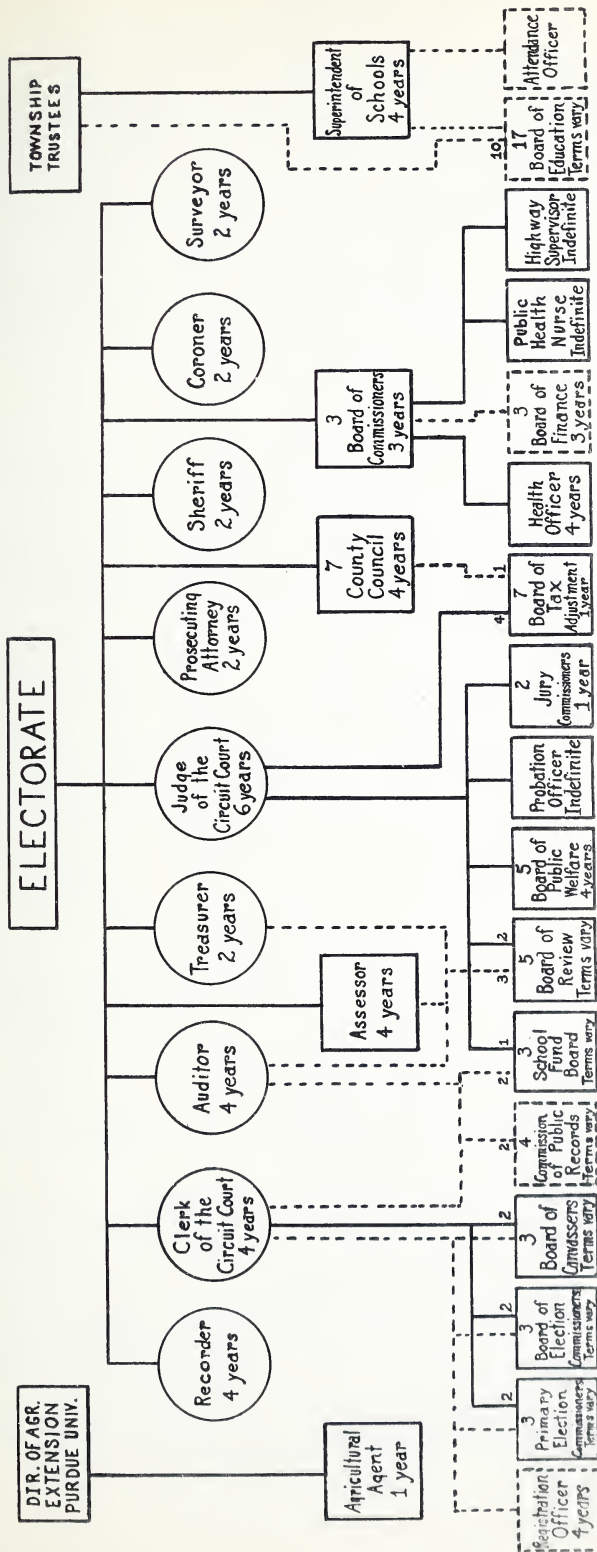 ELECTORATE
DIR. OF AGR.
EXTENSION
PURDUE UNIV.
TOWNSHIP
TRUSTEES
Recorder
4 years
Clerk
of the
Circuit Court
4 years
Auditor
4 years
Treasurer
2 years
Judge
of the
Circuit Court
6 years
Prosecuting
Attorney
2 years
Sheriff
2 years
Coroner
2 years
Surveyor
2 years
Agricultural
Agent
1 year
Assessor
4 years
7
County
Council
4 years
3
Board of
Commissioners
3 years
Superintendent
of
Schools
4 years
2
2
2
2
2
1
3
2
4
1
10
Registration
Officer
4 years
3
Primary
Election
Commissioners
Terms vary
3
Board of
Election
Commissioners
Terms vary
3
Board of
Canvassers
Terms vary
4
Commission
of Public
Records
Terms vary
3
School
Fund
Board
Terms vary
5
Board of
Review
Terms vary
5
Board of
Public
Welfare
4 years
Probation
Officer
Indefinite
2
Jury
Commissioners
1 year
7
Board of
Tax
Adjustment
1 year
Health
Officer
4 years
3
Board of
Finance
3 years
Public
Health
Nurse
Indefinite
Highway
Supervisor
Indefinite
17
Board of
Education
Terms vary
Attendance
Officer